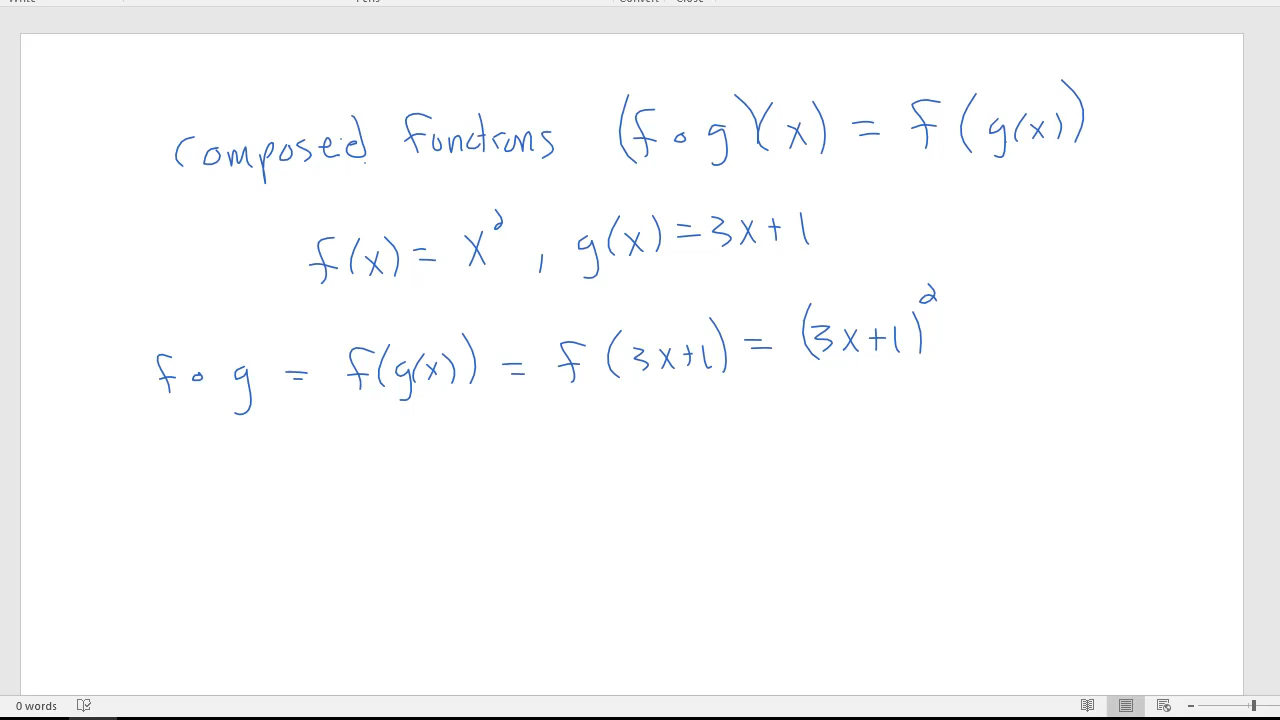 Composed Functions (f ∘ g)(x) = f(g(x))
f(x) = x², g(x) = 3x+1
f ∘ g = f(g(x)) = f(3x+1) = (3x+1)²
0 words